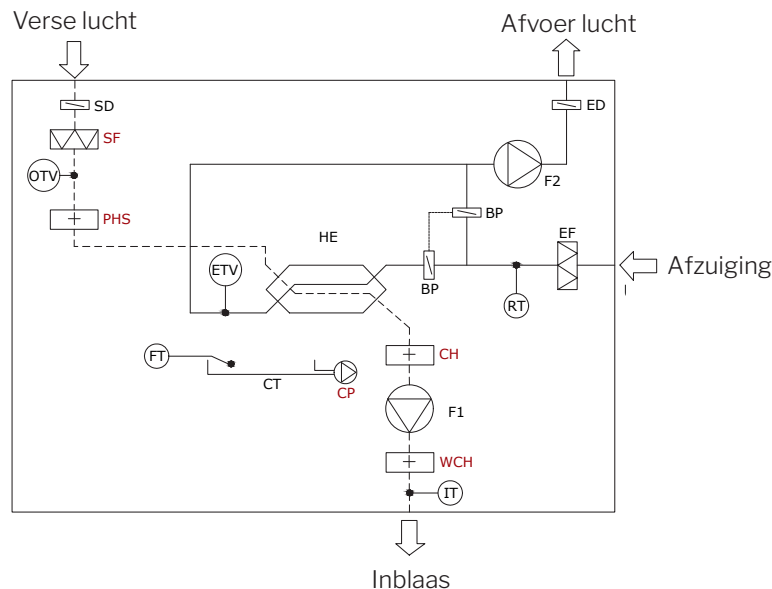 Verse lucht
Afvoer lucht
SD
ED
SF
OTV
F2
PHS
BP
HE
EF
ETV
BP
Afzuiging
RT
FT
CH
CT
CP
F1
WCH
IT
Inblaas